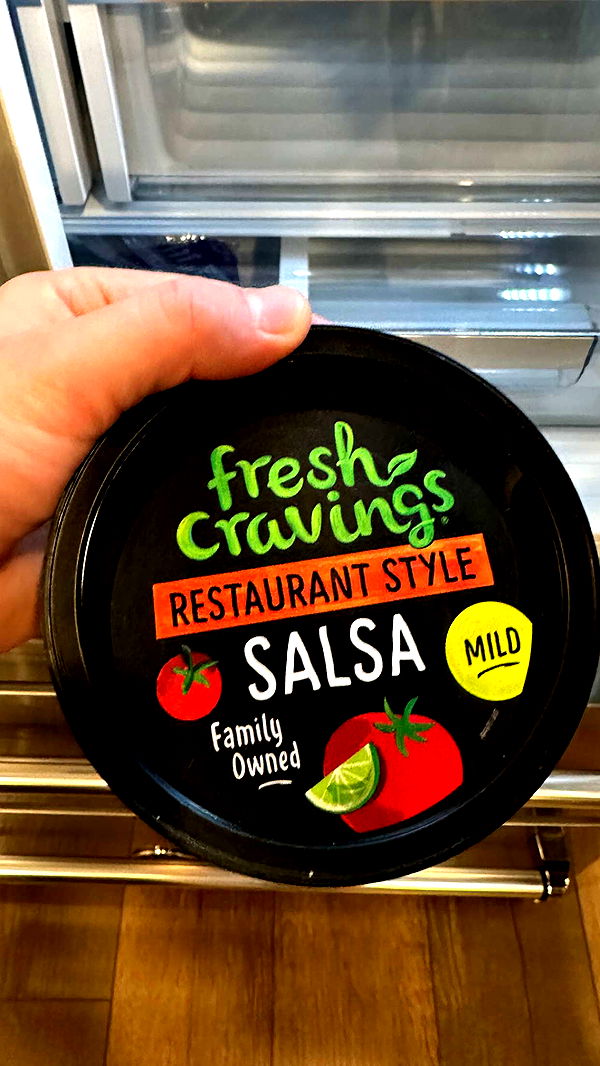 fresh
cravings®
RESTAURANT STYLE
SALSA
MILD
Family
Owned